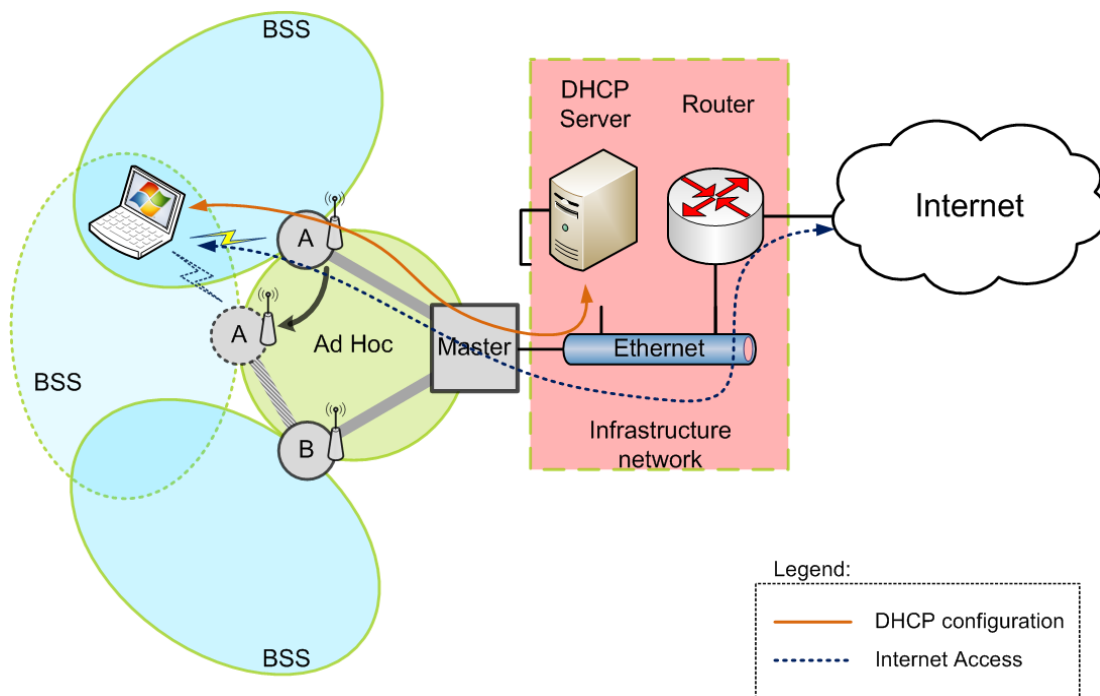 BSS
DHCP
Server
Router
Internet
A
A
Ad Hoc
Master
Ethernet
BSS
B
Infrastructure
network
BSS
Legend:
DHCP configuration
Internet Access